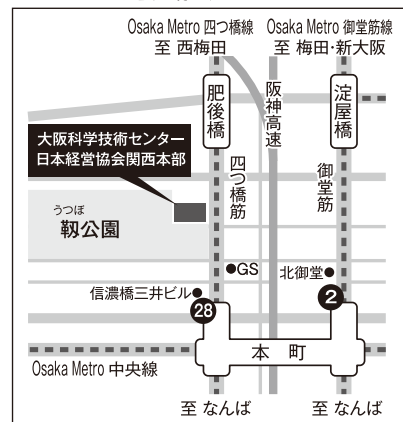 Osaka Metro 四つ橋線
至 西梅田
Osaka Metro 御堂筋線
至 梅田・新大阪
肥後橋
阪神高速
淀屋橋
大阪科学技術センター
日本経営協会関西本部
四つ橋筋
御堂筋
うつぼ
靱公園
GS
北御堂
信濃橋三井ビル
28
2
本町
Osaka Metro 中央線
至 なんば
至 なんば